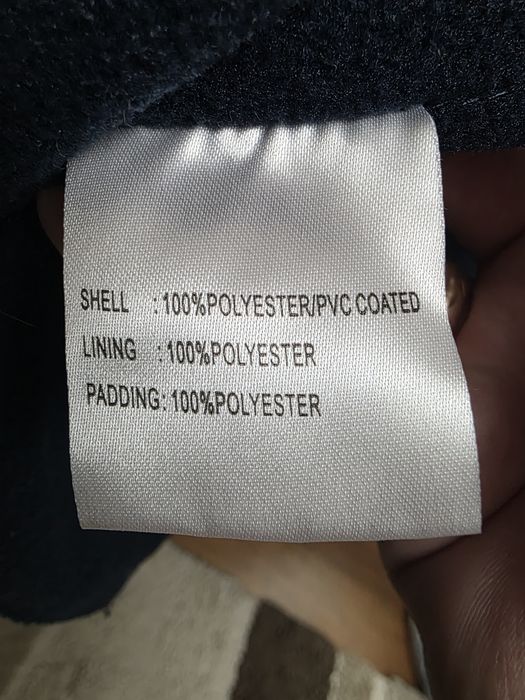 SHELL : 100%POLYESTER/PVC COATED
LINING : 100%POLYESTER
PADDING: 100%POLYESTER